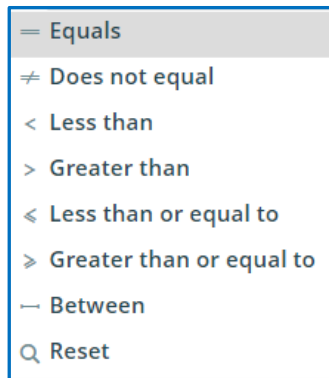 = Equals
≠ Does not equal
< Less than
> Greater than
⩽ Less than or equal to
⩾ Greater than or equal to
Between
Reset